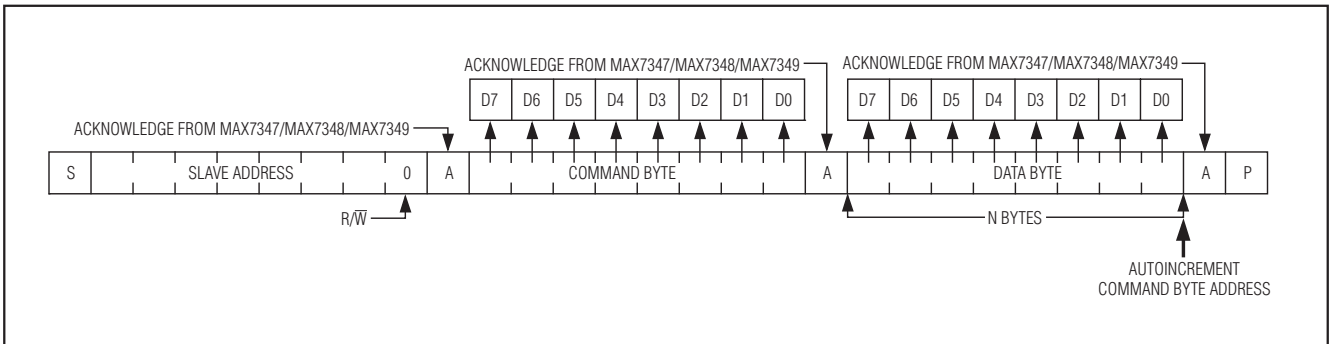 ACKNOWLEDGE FROM MAX7347/MAX7348/MAX7349
ACKNOWLEDGE FROM MAX7347/MAX7348/MAX7349
D7 D6 D5 D4 D3 D2 D1 D0
D7 D6 D5 D4 D3 D2 D1 D0
ACKNOWLEDGE FROM MAX7347/MAX7348/MAX7349
S SLAVE ADDRESS 0 A COMMAND BYTE A DATA BYTE A P
R/W̅
N BYTES
AUTOINCREMENT
COMMAND BYTE ADDRESS